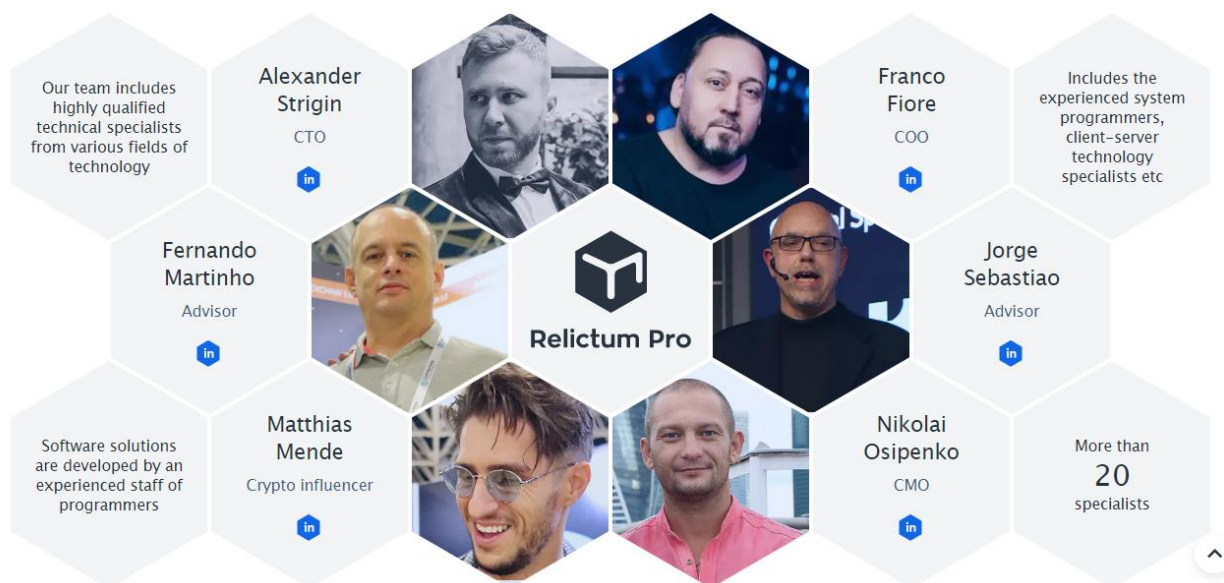 Our team includes
highly qualified
technical specialists
from various fields of
technology
Alexander
Strigin
CTO
in
Franco
Fiore
COO
in
Includes the
experienced system
programmers,
client-server
technology
specialists etc
Fernando
Martinho
Advisor
in
Relictum Pro
Jorge
Sebastiao
Advisor
in
Software solutions
are developed by an
experienced staff of
programmers
Matthias
Mende
Crypto influencer
in
Nikolai
Osipenko
CMO
in
More than
20
specialists